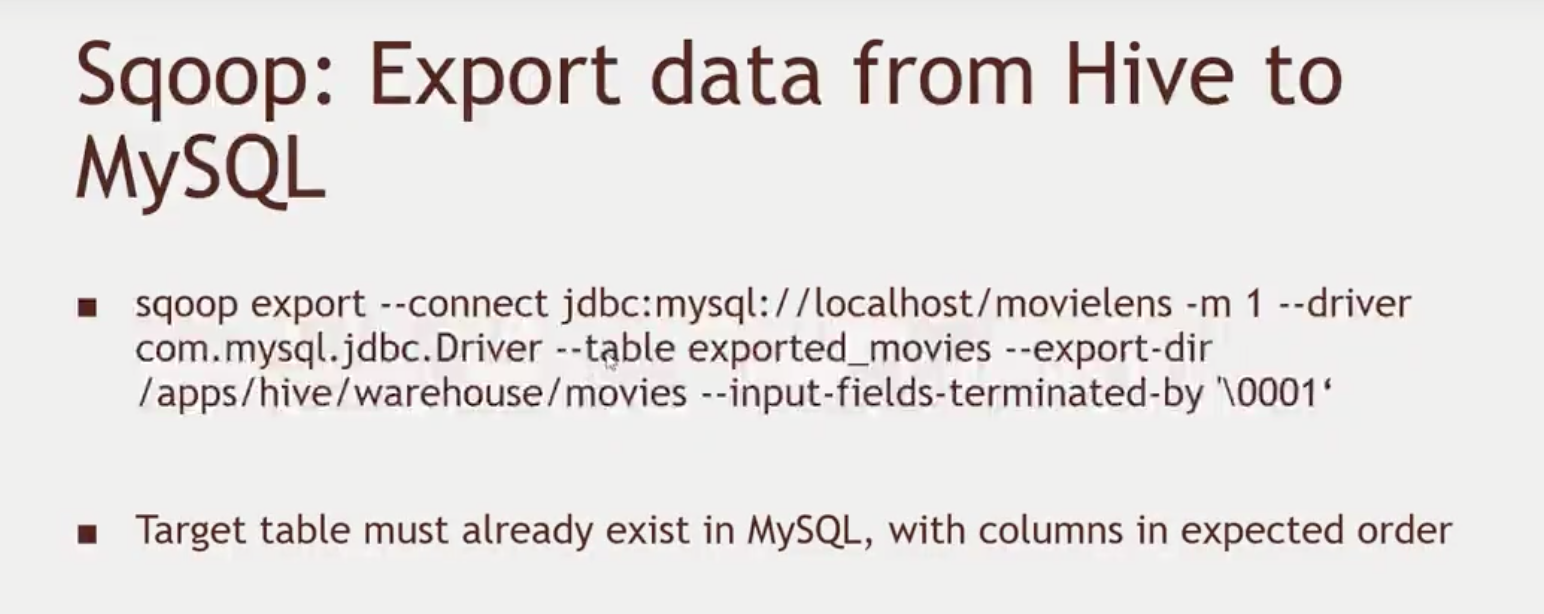 Sqoop: Export data from Hive to
MySQL
▪ sqoop export --connect jdbc:mysql://localhost/movielens -m 1 --driver
com.mysql.jdbc.Driver --table exported_movies --export-dir
/apps/hive/warehouse/movies --input-fields-terminated-by '\0001‘
▪ Target table must already exist in MySQL, with columns in expected order